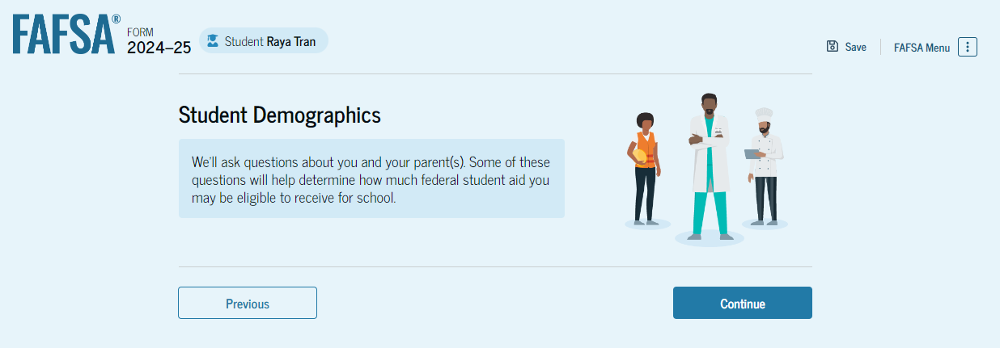 FAFSA®
FORM
2024–25
Student Raya Tran
Save
FAFSA Menu
Student Demographics
We'll ask questions about you and your parent(s). Some of these
questions will help determine how much federal student aid you
may be eligible to receive for school.
Previous
Continue